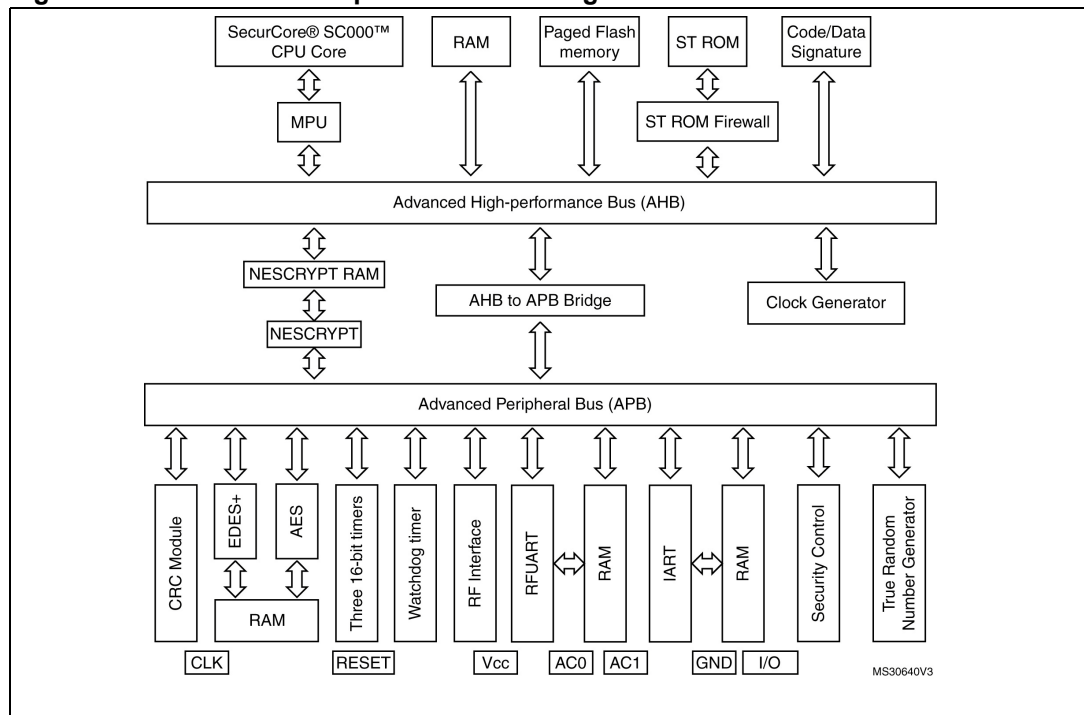 SecurCore® SC000™
CPU Core
RAM
Paged Flash
memory
ST ROM
Code/Data
Signature
MPU
ST ROM Firewall
Advanced High-performance Bus (AHB)
NESCRYPT RAM
AHB to APB Bridge
Clock Generator
NESCRYPT
Advanced Peripheral Bus (APB)
CRC Module
EDES+
AES
RAM
Three 16-bit timers
Watchdog timer
RF Interface
RFUART
RAM
IART
RAM
Security Control
True Random
Number Generator
CLK
RESET
Vcc
AC0
AC1
GND
I/O
MS30640V3